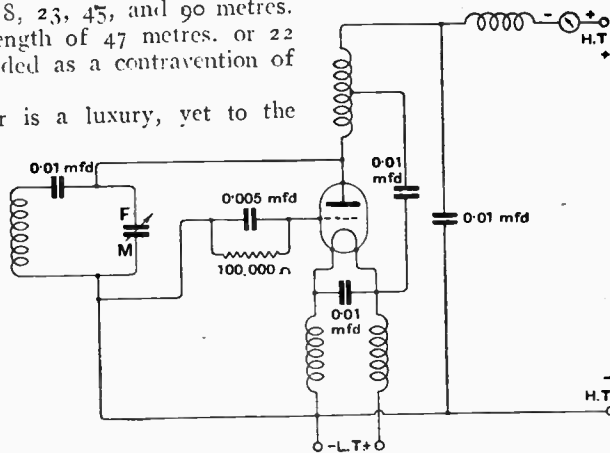 8, 23, 45, and 90 metres.
ength of 47 metres. or 22
ded as a contravention of
r is a luxury, yet to the
- +
H.T
+
0·01 mfd
0·01
mfd
0·005 mfd
F
M
0·01 mfd
100,000 Ω
0·01
mfd
-
H.T
-L.T.+